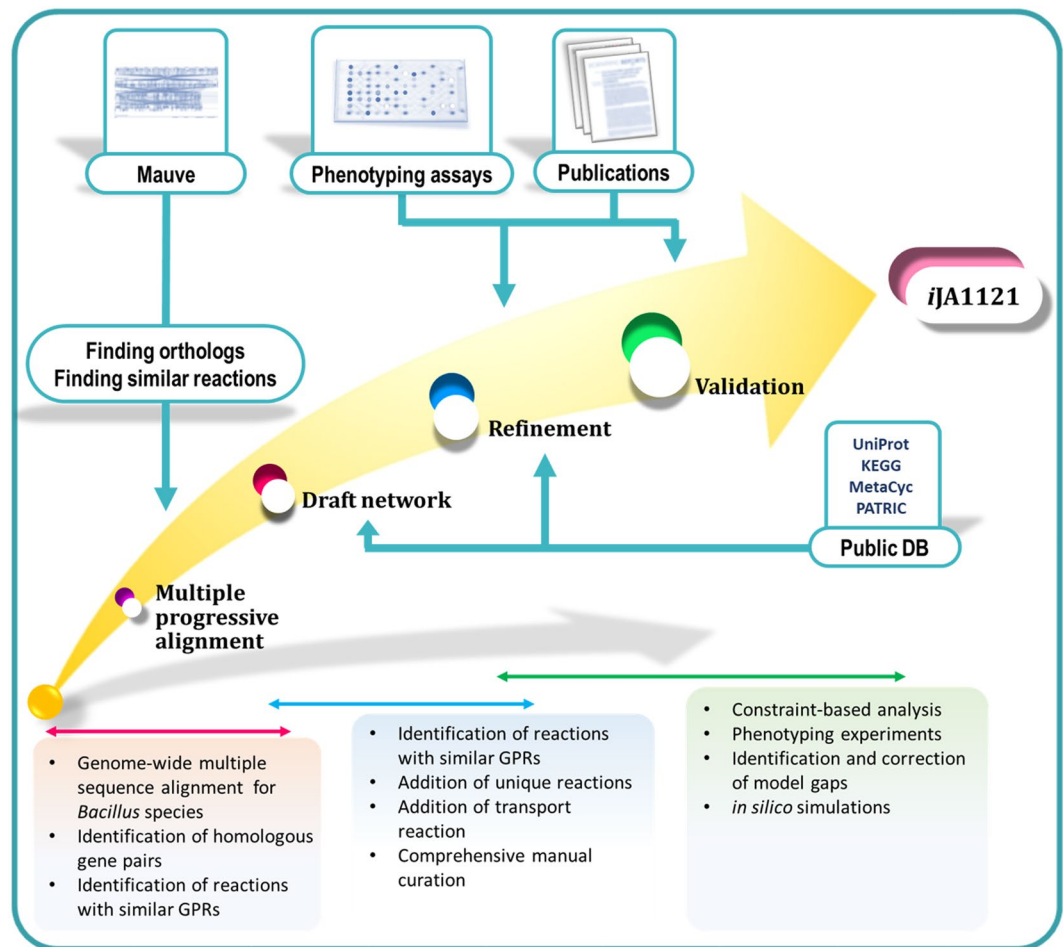 Mauve
Phenotyping assays
Publications
iJA1121
Finding orthologs
Finding similar reactions
Validation
Refinement
UniProt
KEGG
MetaCyc
PATRIC
Draft network
Public DB
Multiple
progressive
alignment
• Genome-wide multiple
sequence alignment for
Bacillus species
• Identification of homologous
gene pairs
• Identification of reactions
with similar GPRs
• Identification of reactions
with similar GPRs
• Addition of unique reactions
• Addition of transport
reaction
• Comprehensive manual
curation
• Constraint-based analysis
• Phenotyping experiments
• Identification and correction
of model gaps
• in silico simulations